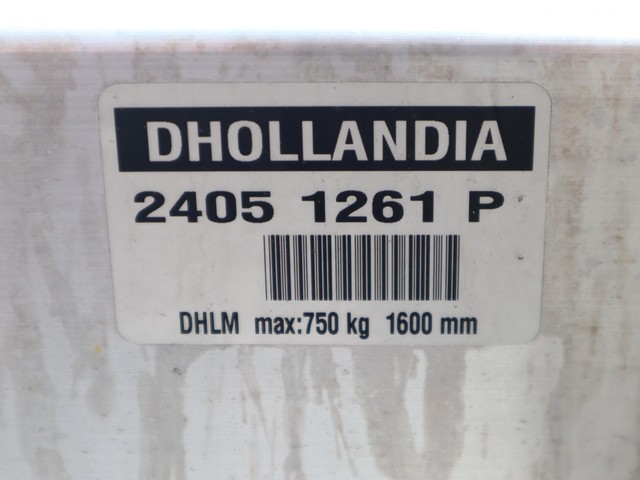 DHOLLANDIA
2405 1261 P
DHLM max:750 kg 1600 mm